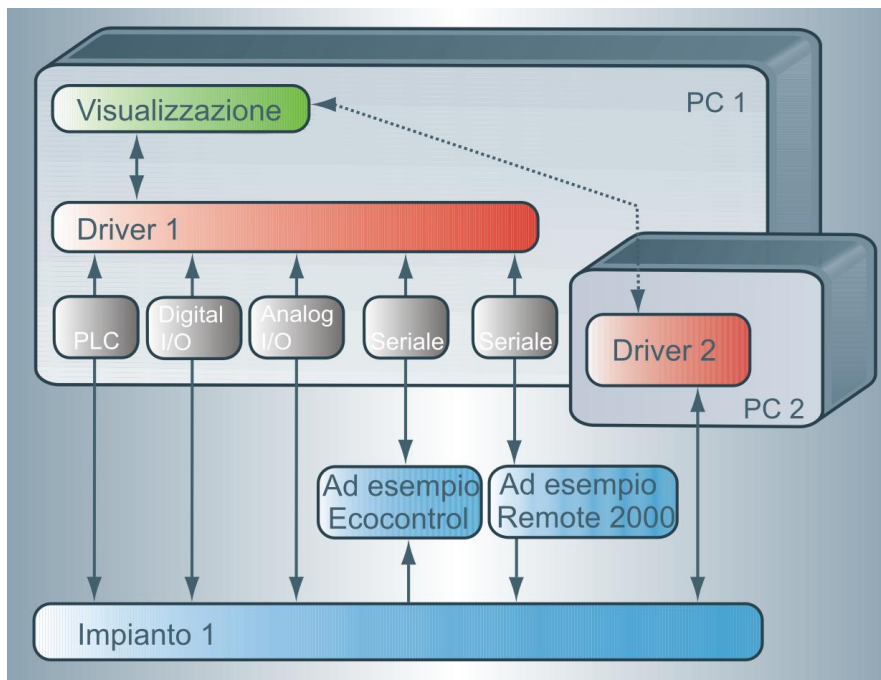 Visualizzazione
PC 1
Driver 1
PLC
Digital
I/O
Analog
I/O
Seriale
Seriale
Driver 2
PC 2
Ad esempio
Ecocontrol
Ad esempio
Remote 2000
Impianto 1